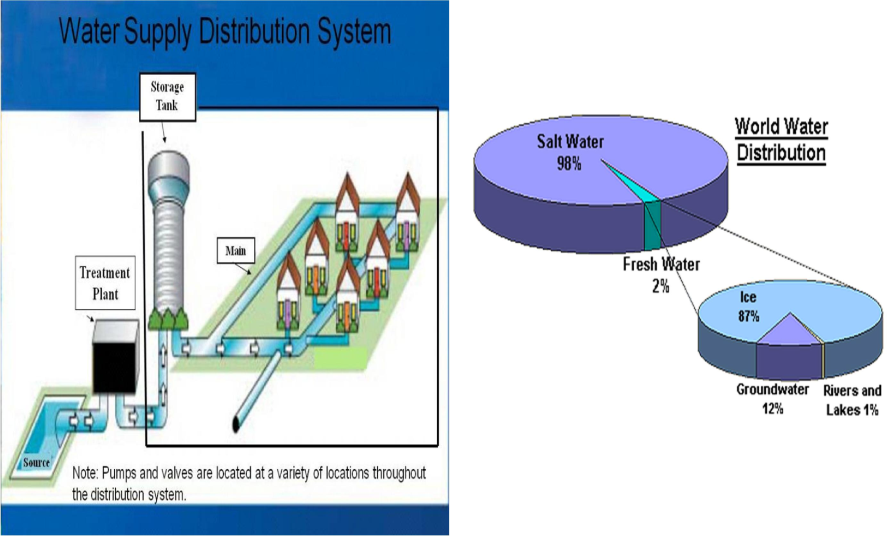 Water Supply Distribution System
Storage
Tank
Main
Treatment
Plant
Source
Note: Pumps and valves are located at a variety of locations throughout
the distribution system.
World Water
Distribution
Salt Water
98%
Fresh Water
2%
Ice
87%
Groundwater
12%
Rivers and
Lakes 1%